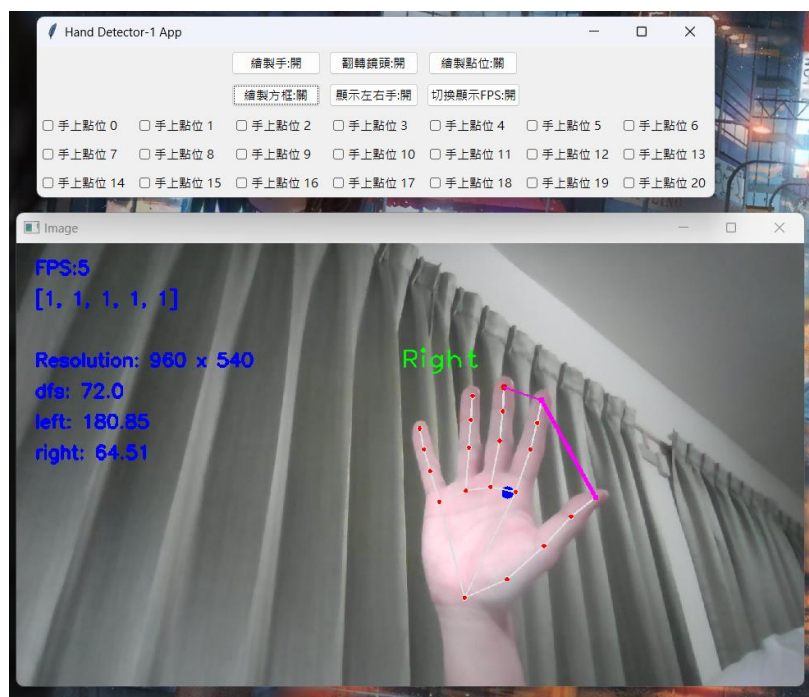 Hand Detector-1 App
繪製手:開 翻轉鏡頭:開 繪製點位:關
繪製方框:關 顯示左右手:開 切換顯示FPS:開
手上點位 0 手上點位 1 手上點位 2 手上點位 3 手上點位 4 手上點位 5 手上點位 6
手上點位 7 手上點位 8 手上點位 9 手上點位 10 手上點位 11 手上點位 12 手上點位 13
手上點位 14 手上點位 15 手上點位 16 手上點位 17 手上點位 18 手上點位 19 手上點位 20
Image
FPS:5
[1, 1, 1, 1, 1]
Right
Resolution: 960 x 540
dfs: 72.0
left: 180.85
right: 64.51